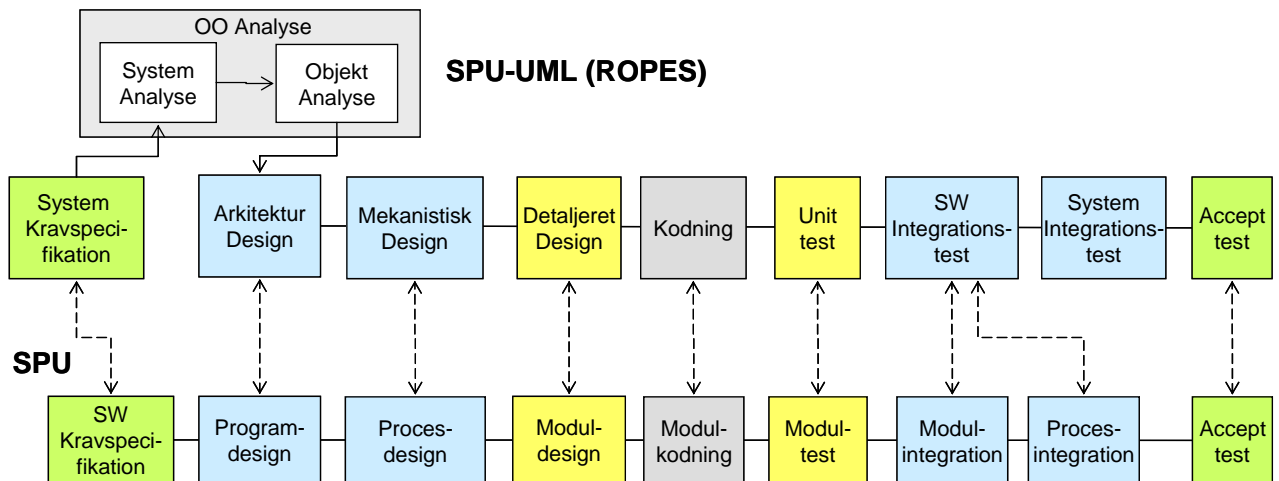 OO Analyse
System
Analyse
Objekt
Analyse
SPU-UML (ROPES)
System
Kravspeci-
fikation
Arkitektur
Design
Mekanistisk
Design
Detaljeret
Design
Kodning
Unit
test
SW
Integrations-
test
System
Integrations-
test
Accept
test
SPU
SW
Kravspeci-
fikation
Program-
design
Proces-
design
Modul-
design
Modul-
kodning
Modul-
test
Modul-
integration
Proces-
integration
Accept
test